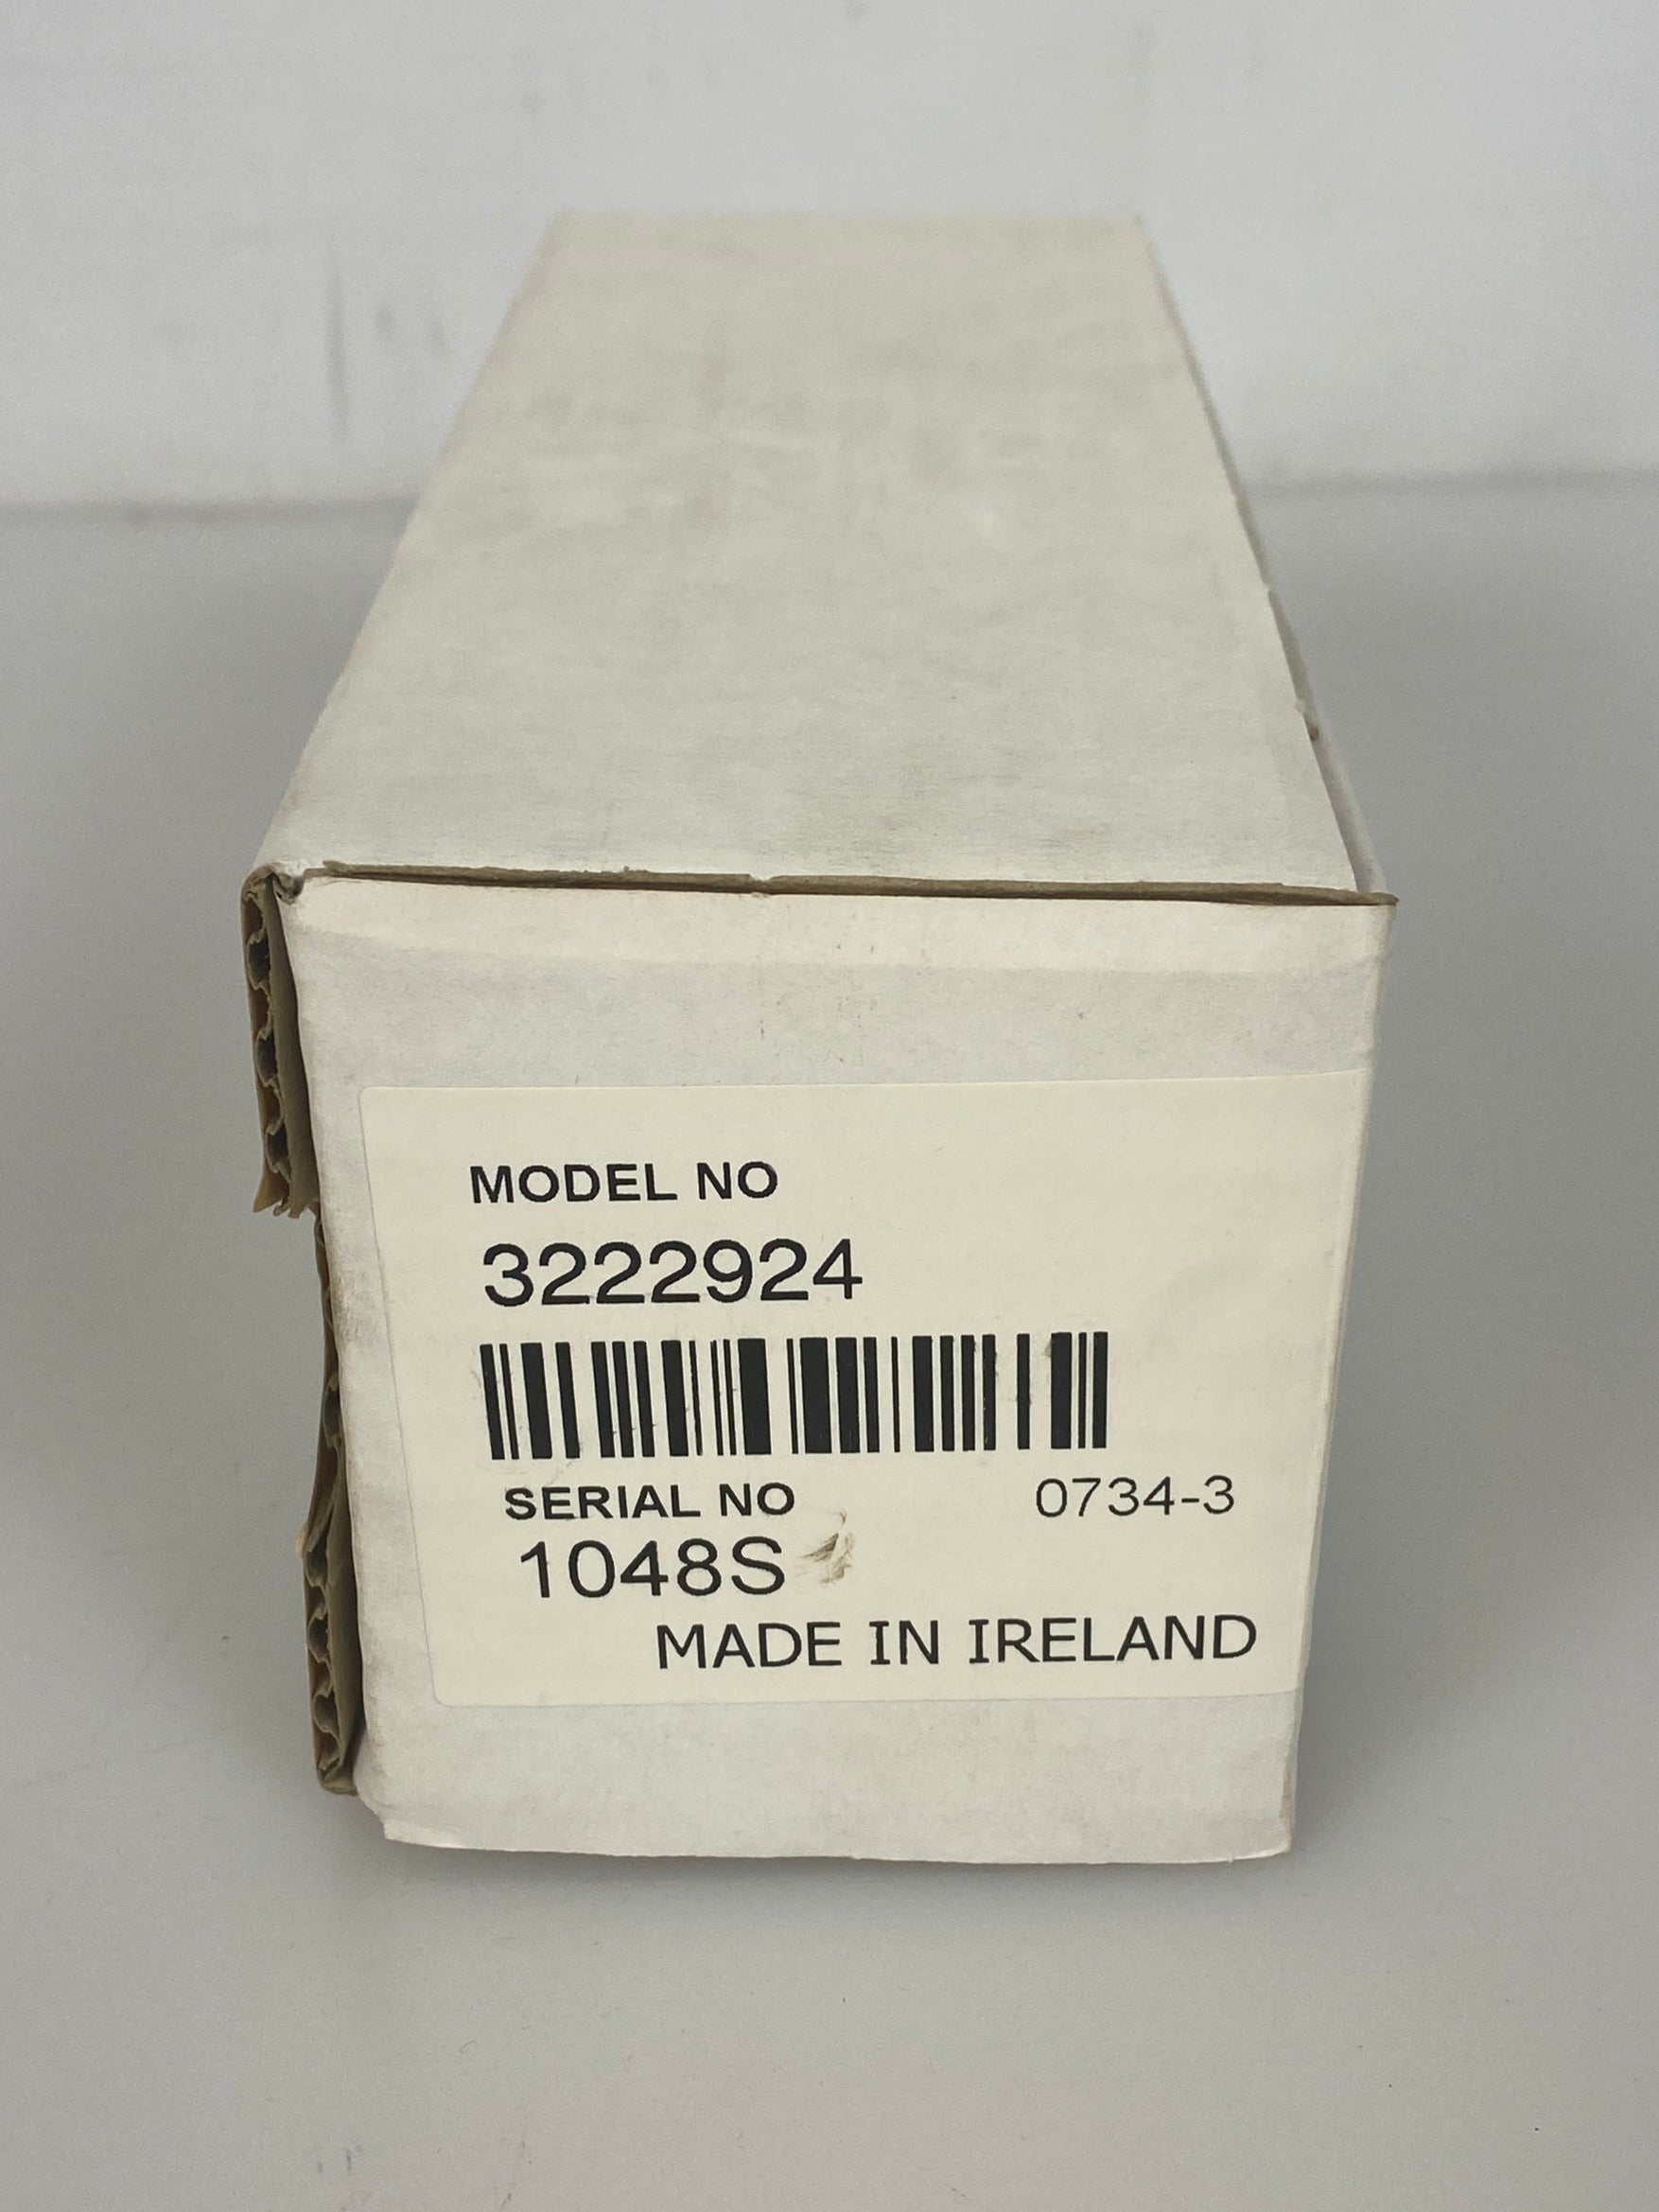 MODEL NO
3222924
SERIAL NO 0734-3
1048S
MADE IN IRELAND